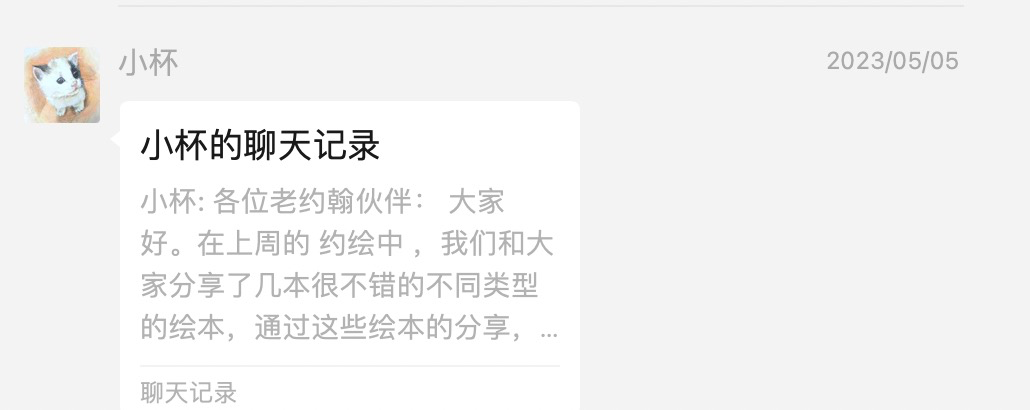 小杯
2023/05/05
小杯的聊天记录
小杯: 各位老约翰伙伴： 大家
好。在上周的 约绘中 ，我们和大
家分享了几本很不错的不同类型
的绘本，通过这些绘本的分享，...
聊天记录